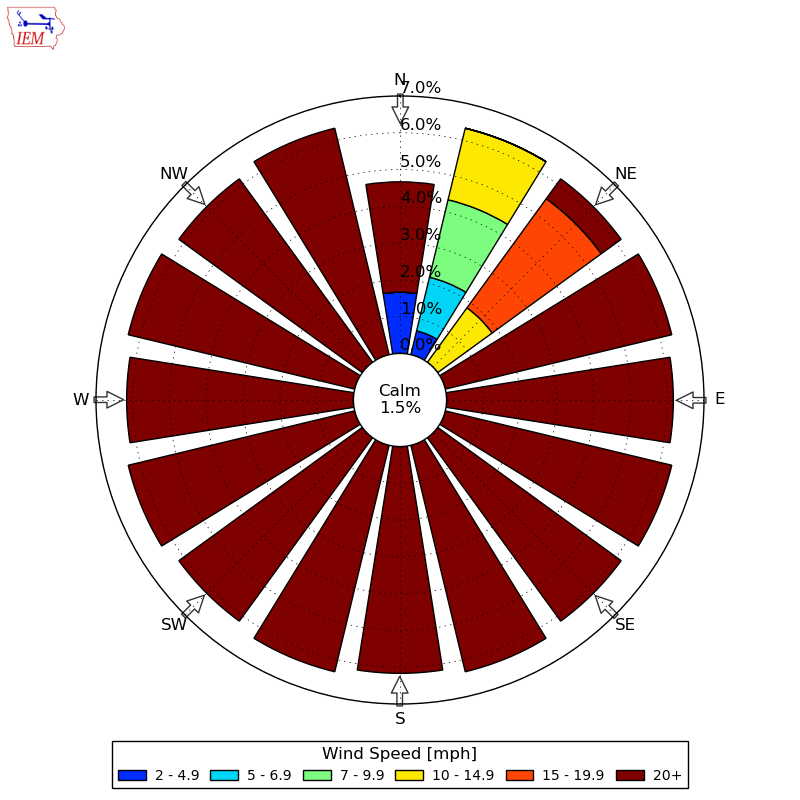 IEM
N
7.0%
6.0%
5.0%
4.0%
3.0%
2.0%
1.0%
0.0%
NW
NE
W
Calm
1.5%
E
SW
SE
S
Wind Speed [mph]
2 - 4.9 5 - 6.9 7 - 9.9 10 - 14.9 15 - 19.9 20+